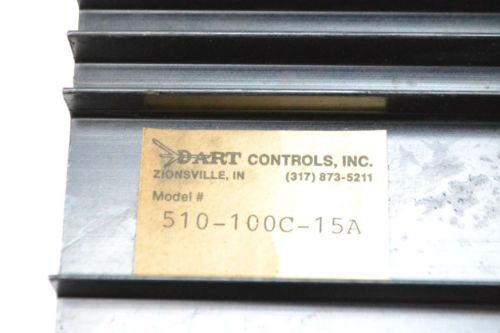 DART CONTROLS, INC.
ZIONSVILLE, IN (317) 873-5211
Model #
510-100C-15A